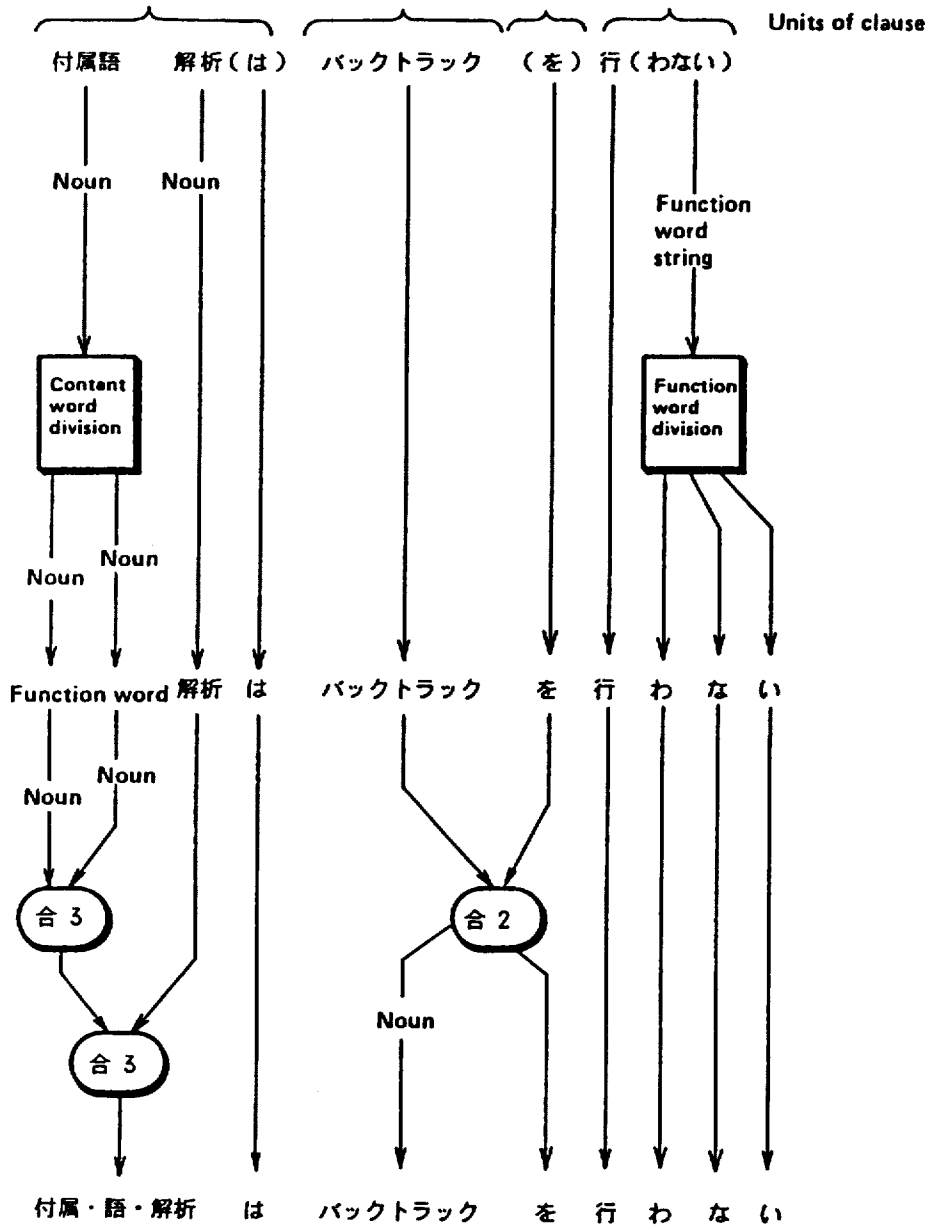 Units of clause
付属語 解析(は) バックトラック (を) 行(わない)
Noun Noun
Function
word
string
Content
word
division
Function
word
division
Noun Noun
Function word 解析 は バックトラック を 行 わ な い
Noun Noun
合 3 合 2
Noun
合 3
付属・語・解析 は バックトラック を 行 わ な い